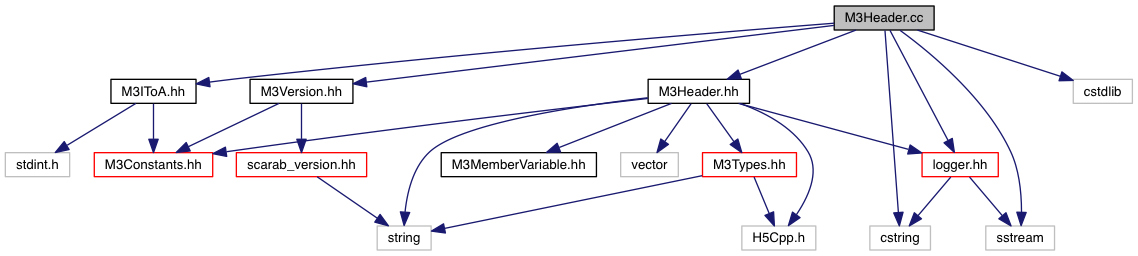 M3Header.cc
M3IToA.hh
M3Version.hh
M3Header.hh
cstdlib
stdint.h
M3Constants.hh
scarab_version.hh
M3MemberVariable.hh
vector
M3Types.hh
logger.hh
string
H5Cpp.h
cstring
sstream